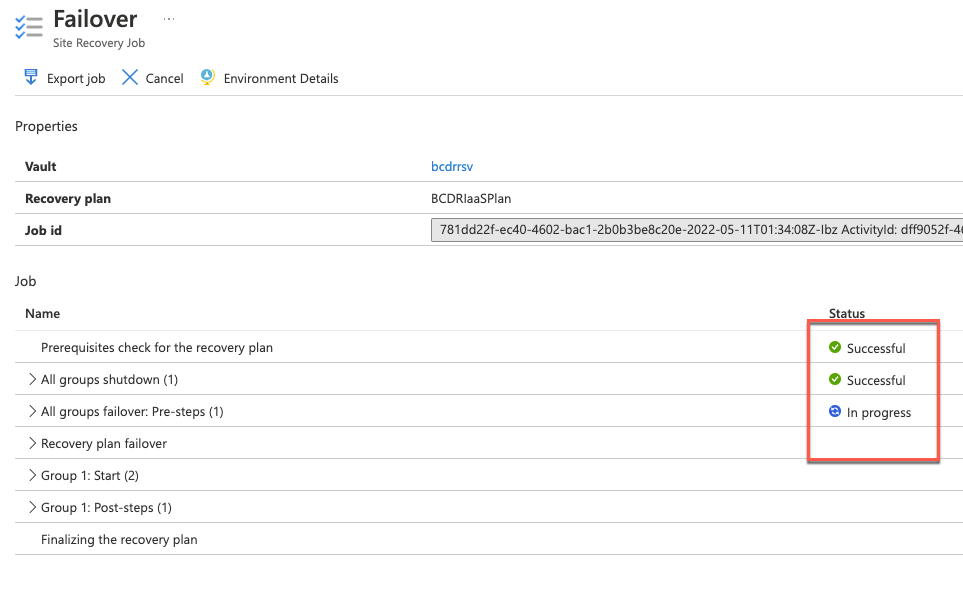 Failover ...
Site Recovery Job
Export job Cancel Environment Details
Properties
Vault bcdrrsv
Recovery plan BCDRIaaSPlan
Job id 781dd22f-ec40-4602-bac1-2b0b3be8c20e-2022-05-11T01:34:08Z-Ibz ActivityId: dff9052f-46
Job
Name Status
Prerequisites check for the recovery plan Successful
All groups shutdown (1) Successful
All groups failover: Pre-steps (1) In progress
Recovery plan failover
Group 1: Start (2)
Group 1: Post-steps (1)
Finalizing the recovery plan